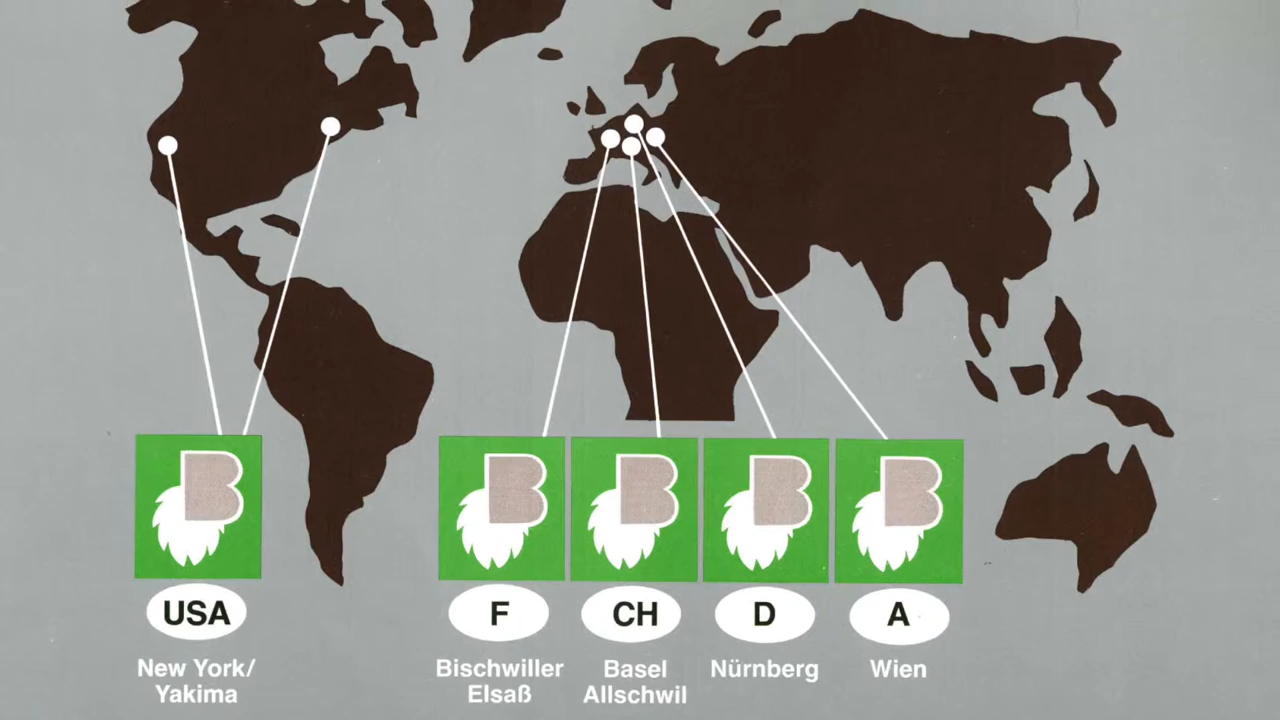 USA
New York/
Yakima
F
Bischwiller
Elsaß
CH
Basel
Allschwil
D
Nürnberg
A
Wien